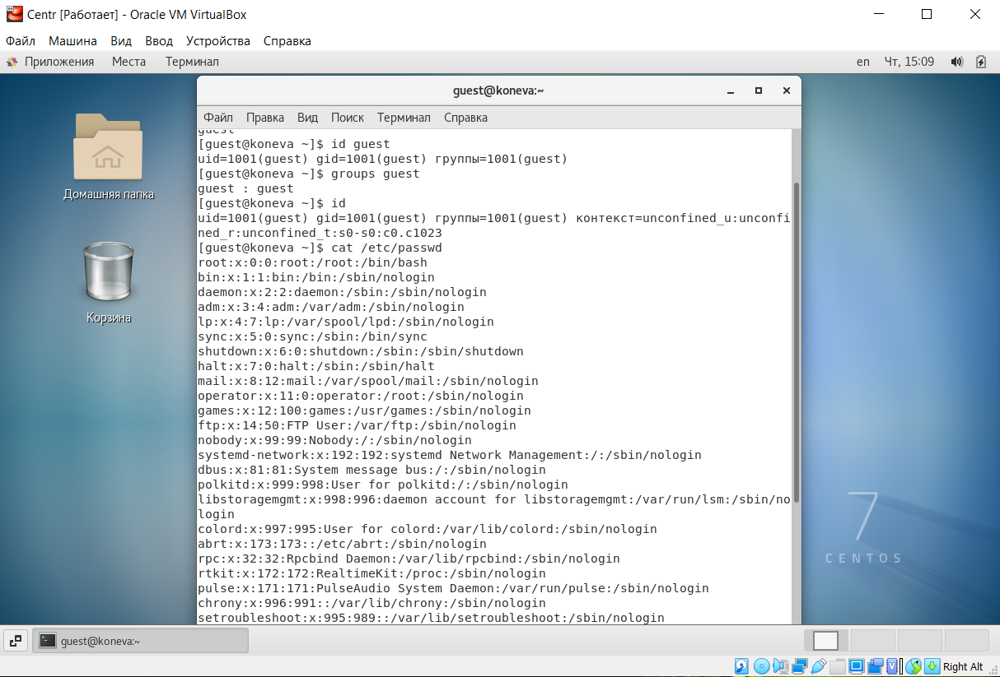 Centr [Работает] - Oracle VM VirtualBox
Файл Машина Вид Ввод Устройства Справка
Приложения Места Терминал en Чт, 15:09
guest@koneva:~
Файл Правка Вид Поиск Терминал Справка
guest
[guest@koneva ~]$ id guest
uid=1001(guest) gid=1001(guest) группы=1001(guest)
[guest@koneva ~]$ groups guest
guest : guest
[guest@koneva ~]$ id
uid=1001(guest) gid=1001(guest) группы=1001(guest) контекст=unconfined_u:unconfi
ned_r:unconfined_t:s0-s0:c0.c1023
[guest@koneva ~]$ cat /etc/passwd
root:x:0:0:root:/root:/bin/bash
bin:x:1:1:bin:/bin:/sbin/nologin
daemon:x:2:2:daemon:/sbin:/sbin/nologin
adm:x:3:4:adm:/var/adm:/sbin/nologin
lp:x:4:7:lp:/var/spool/lpd:/sbin/nologin
sync:x:5:0:sync:/sbin:/bin/sync
shutdown:x:6:0:shutdown:/sbin:/sbin/shutdown
halt:x:7:0:halt:/sbin:/sbin/halt
mail:x:8:12:mail:/var/spool/mail:/sbin/nologin
operator:x:11:0:operator:/root:/sbin/nologin
games:x:12:100:games:/usr/games:/sbin/nologin
ftp:x:14:50:FTP User:/var/ftp:/sbin/nologin
nobody:x:99:99:Nobody:/:/sbin/nologin
systemd-network:x:192:192:systemd Network Management:/:/sbin/nologin
dbus:x:81:81:System message bus:/:/sbin/nologin
polkitd:x:999:998:User for polkitd:/:/sbin/nologin
libstoragemgmt:x:998:996:daemon account for libstoragemgmt:/var/run/lsm:/sbin/no
login
colord:x:997:995:User for colord:/var/lib/colord:/sbin/nologin
abrt:x:173:173::/etc/abrt:/sbin/nologin
rpc:x:32:32:Rpcbind Daemon:/var/lib/rpcbind:/sbin/nologin
rtkit:x:172:172:RealtimeKit:/proc:/sbin/nologin
pulse:x:171:171:PulseAudio System Daemon:/var/run/pulse:/sbin/nologin
chrony:x:996:991::/var/lib/chrony:/sbin/nologin
setroubleshoot:x:995:989::/var/lib/setroubleshoot:/sbin/nologin
Домашняя папка
Корзина
7
CENTOS
guest@koneva:~
Right Alt